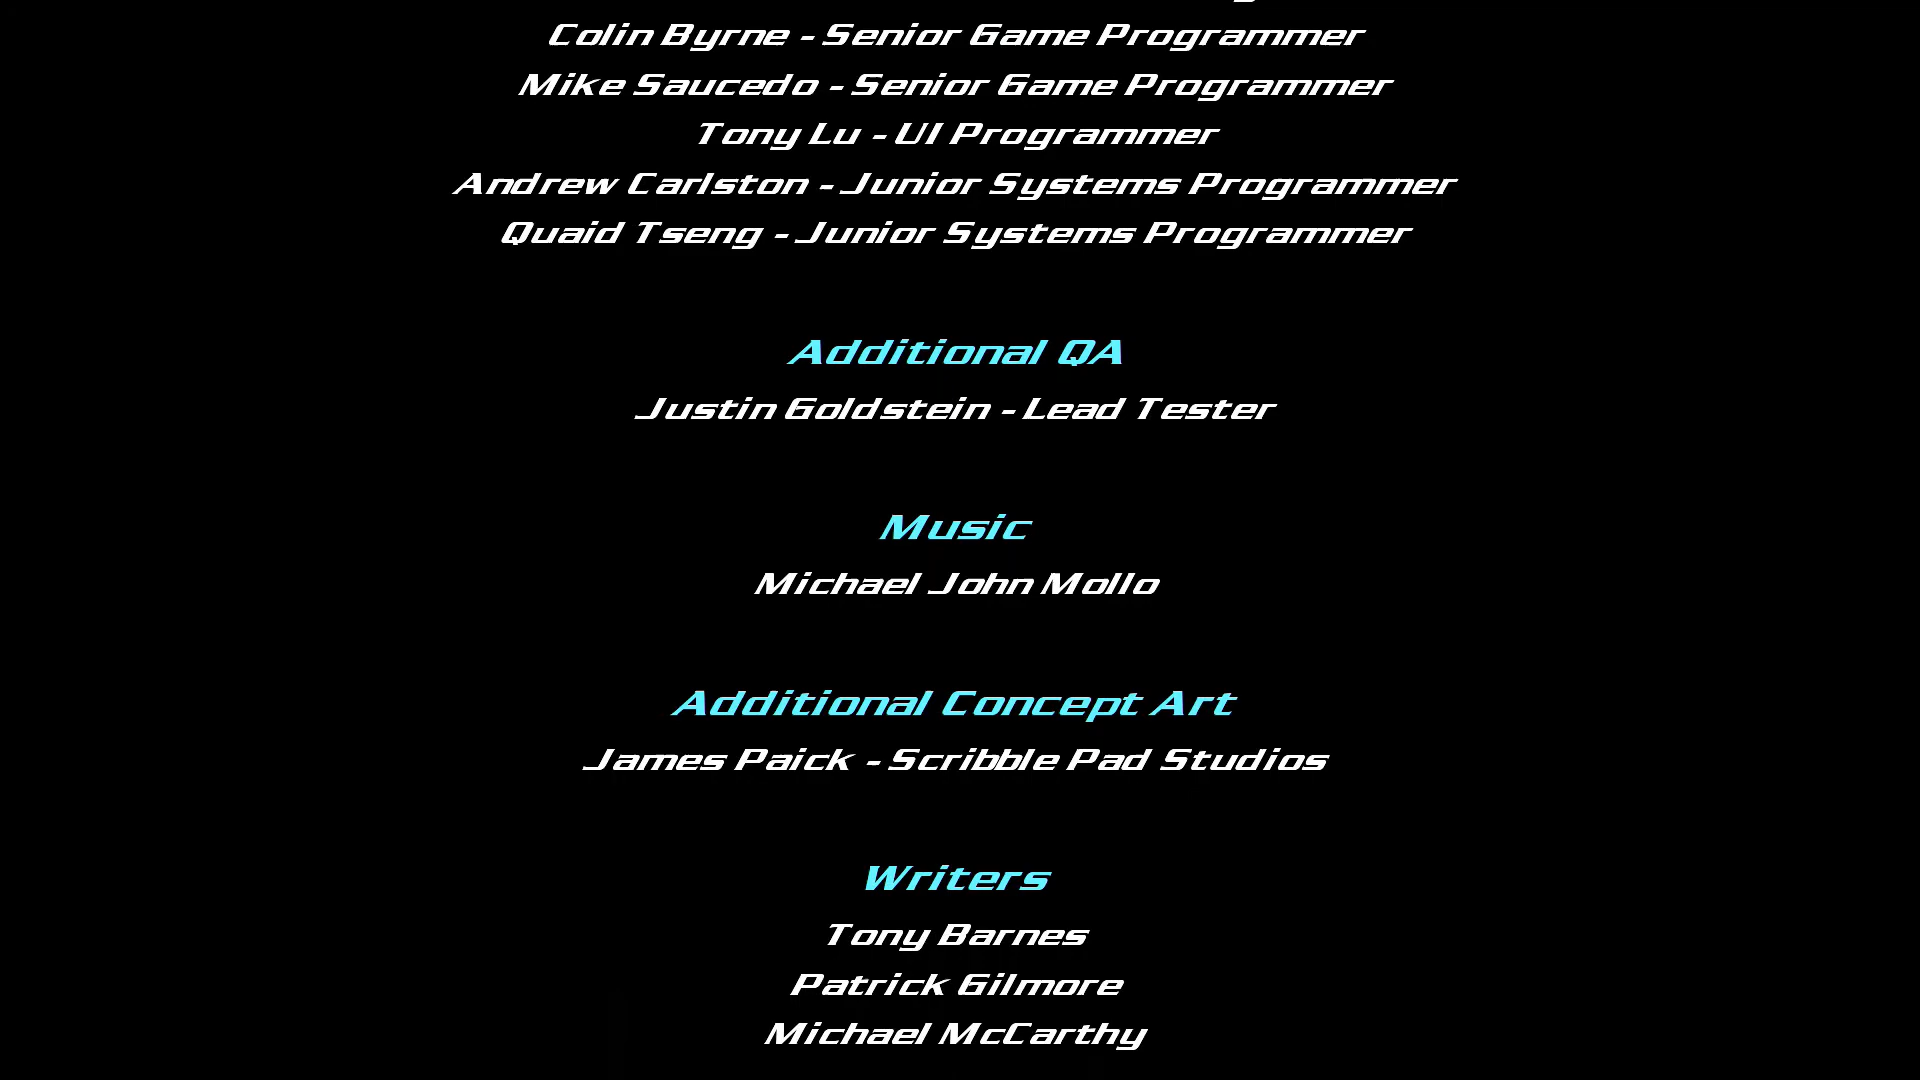 Colin Byrne - Senior Game Programmer
Mike Saucedo - Senior Game Programmer
Tony Lu - UI Programmer
Andrew Carlston - Junior Systems Programmer
Quaid Tseng - Junior Systems Programmer
Additional QA
Justin Goldstein - Lead Tester
Music
Michael John Mollo
Additional Concept Art
James Paick - Scribble Pad Studios
Writers
Tony Barnes
Patrick Gilmore
Michael McCarthy